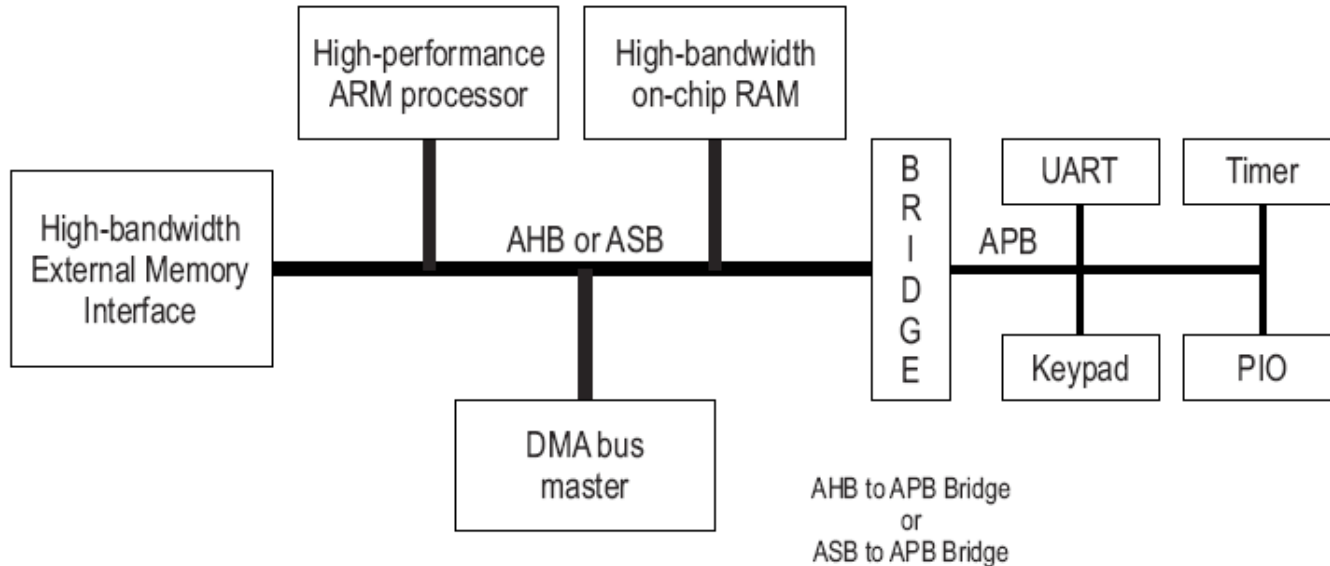 High-performance
ARM processor
High-bandwidth
on-chip RAM
High-bandwidth
External Memory
Interface
AHB or ASB
B
R
I
D
G
E
APB
UART
Timer
Keypad
PIO
DMA bus
master
AHB to APB Bridge
or
ASB to APB Bridge